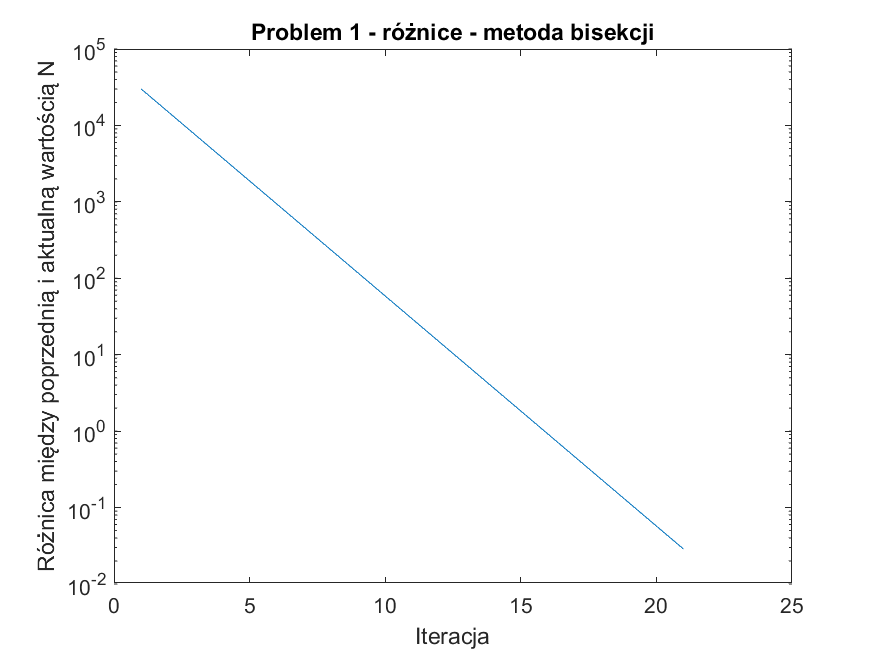 Problem 1 - różnice - metoda bisekcji
Różnica między poprzednią i aktualną wartością N
10^5
10^4
10^3
10^2
10^1
10^0
10^-1
10^-2
0 5 10 15 20 25
Iteracja